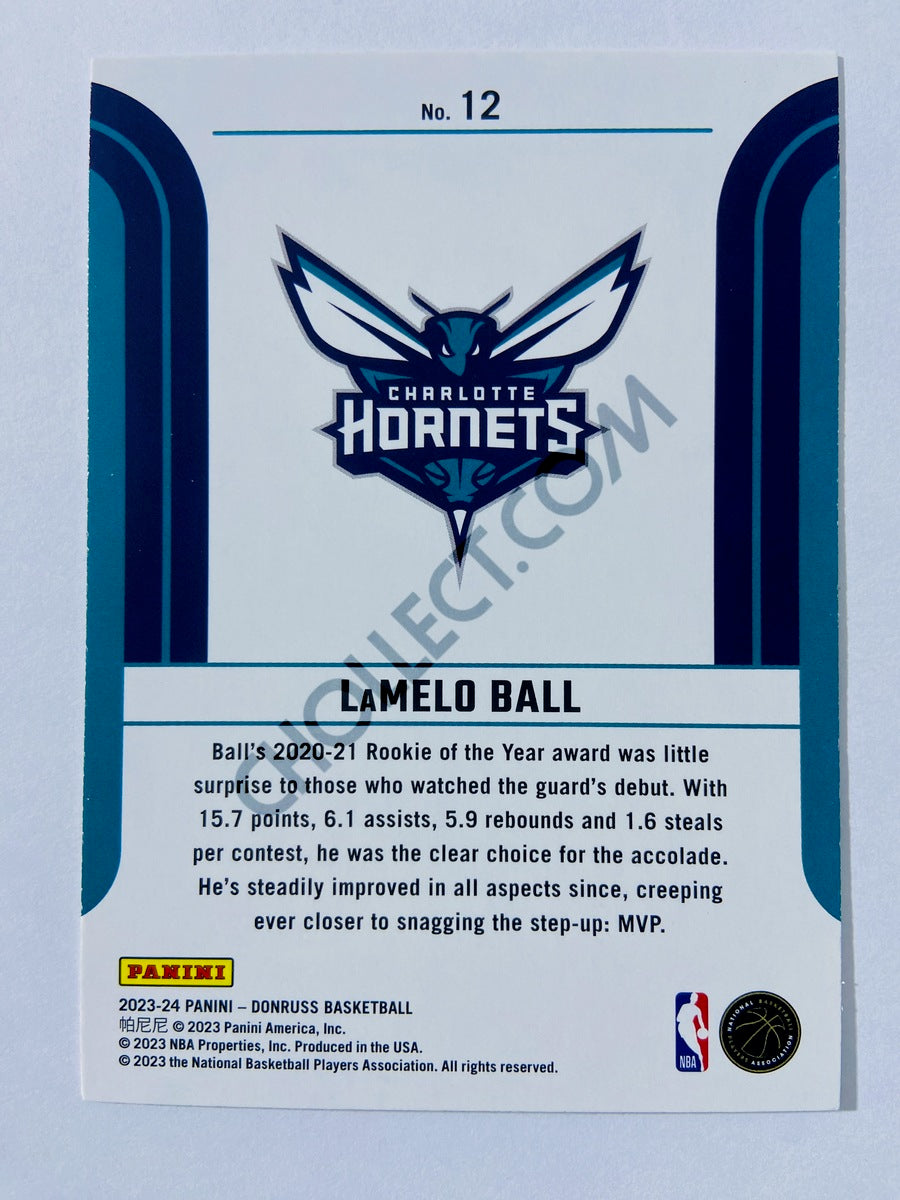 No. 12
CHARLOTTE
HORNETS
CHOLLECT.COM
LaMELO BALL
Ball's 2020-21 Rookie of the Year award was little
surprise to those who watched the guard's debut. With
15.7 points, 6.1 assists, 5.9 rebounds and 1.6 steals
per contest, he was the clear choice for the accolade.
He's steadily improved in all aspects since, creeping
ever closer to snagging the step-up: MVP.
PANINI
2023-24 PANINI – DONRUSS BASKETBALL
帕尼尼 © 2023 Panini America, Inc.
© 2023 NBA Properties, Inc. Produced in the USA.
© 2023 the National Basketball Players Association. All rights reserved.
NBA
NATIONAL BASKETBALL
PLAYERS ASSOCIATION